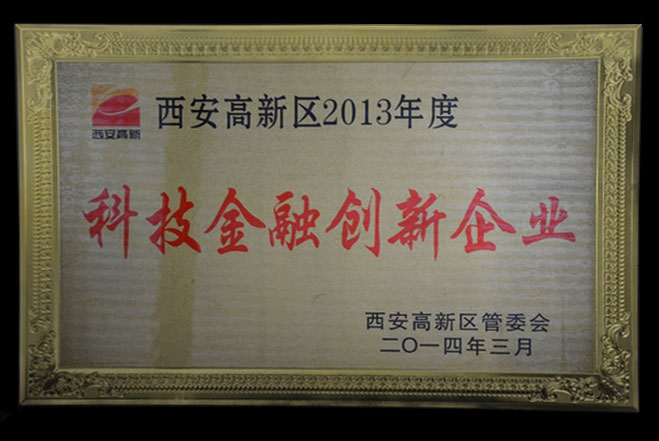 西安高新
西安高新区2013年度
科技金融创新企业
西安高新区管委会
二〇一四年三月